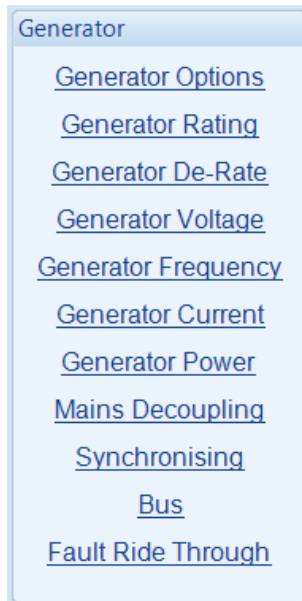 Generator
Generator Options
Generator Rating
Generator De-Rate
Generator Voltage
Generator Frequency
Generator Current
Generator Power
Mains Decoupling
Synchronising
Bus
Fault Ride Through